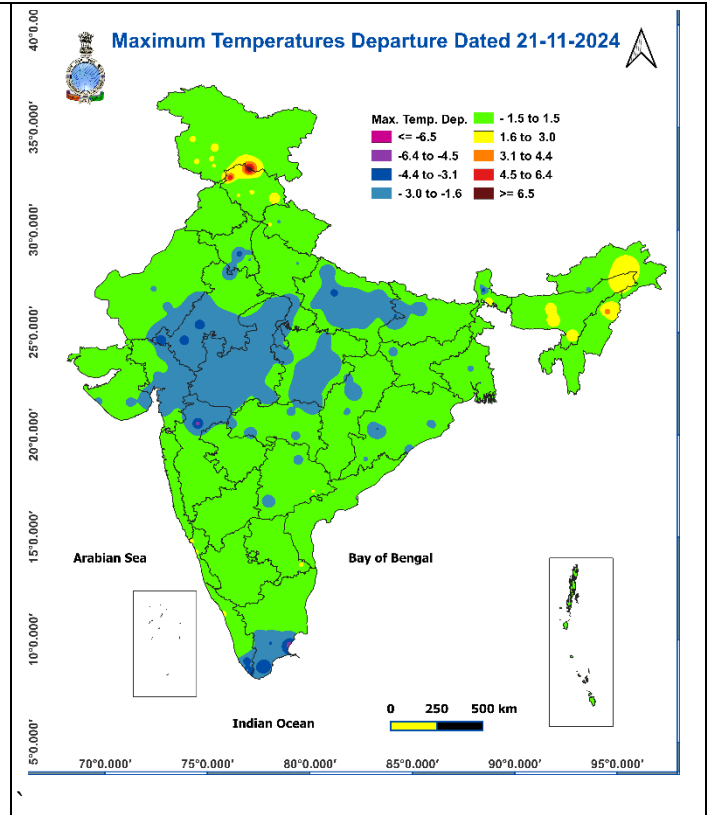 Maximum Temperatures Departure Dated 21-11-2024
Max. Temp. Dep.
<= -6.5
-6.4 to -4.5
-4.4 to -3.1
- 3.0 to -1.6
- 1.5 to 1.5
1.6 to 3.0
3.1 to 4.4
4.5 to 6.4
>= 6.5
40°0.000'
35°0.000'
30°0.000'
25°0.000'
20°0.000'
15°0.000'
10°0.000'
5°0.000'
Arabian Sea
Bay of Bengal
Indian Ocean
0 250 500 km
70°0.000' 75°0.000' 80°0.000' 85°0.000' 90°0.000' 95°0.000'
`